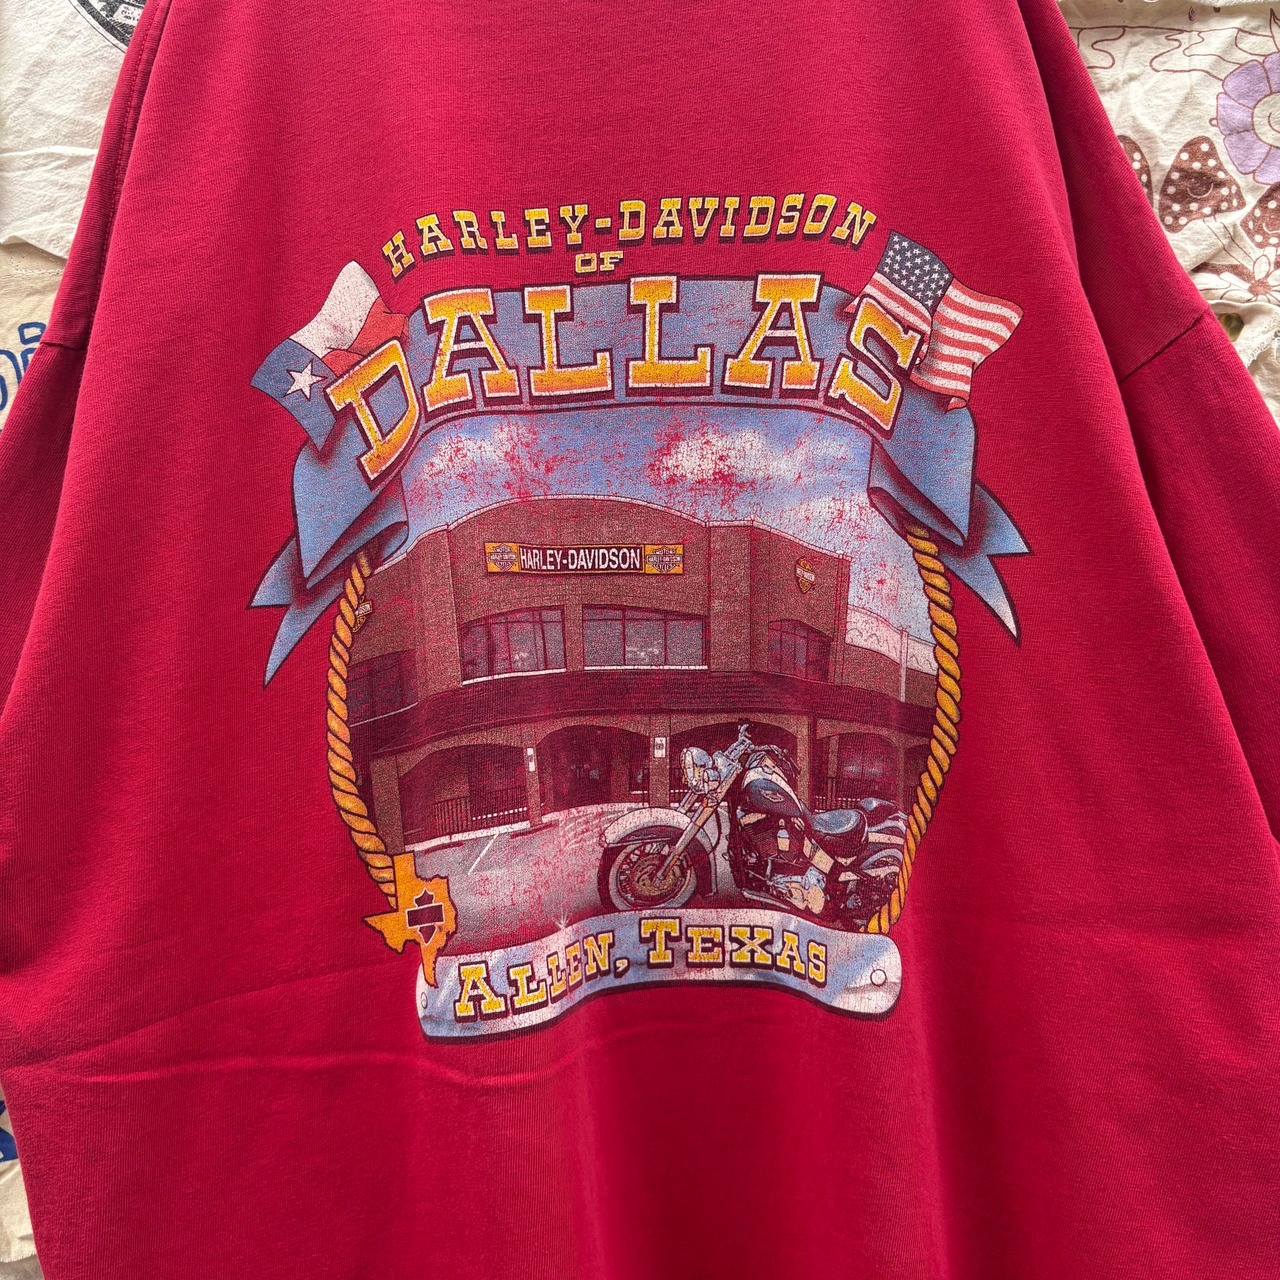 HARLEY-DAVIDSON
OF
DALLAS
HARLEY-DAVIDSON
ALLEN, TEXAS